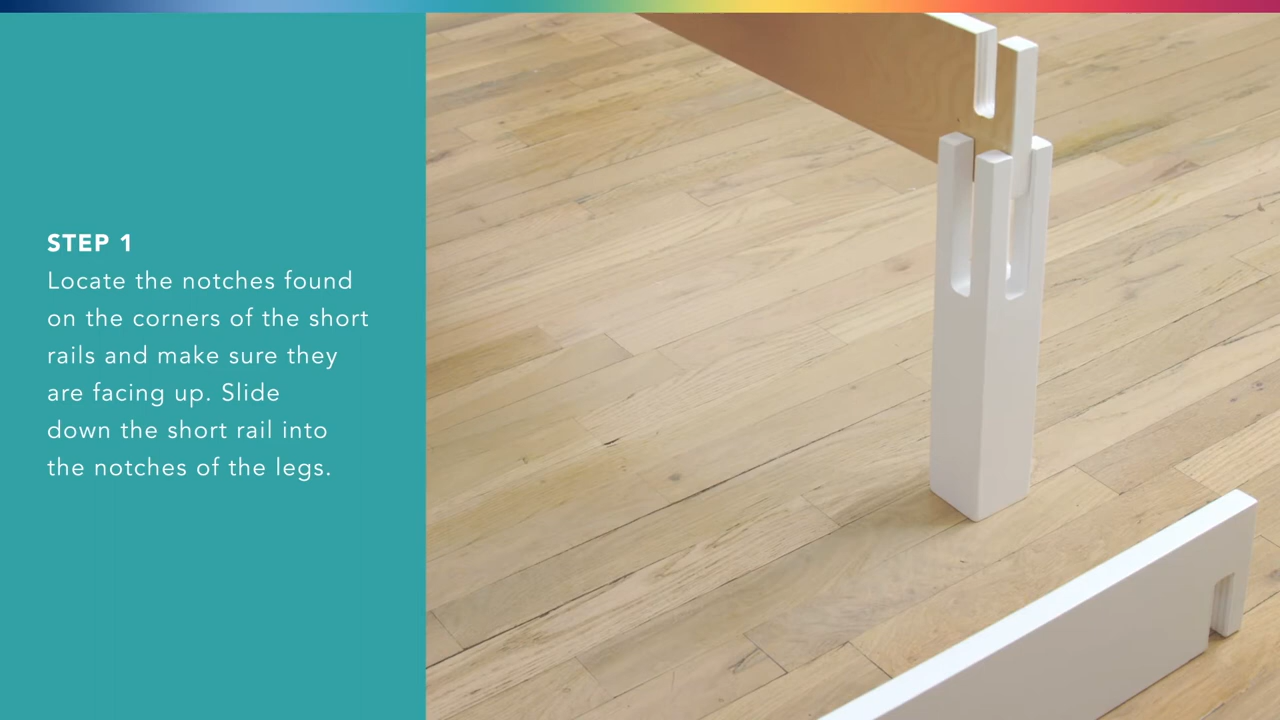 STEP 1
Locate the notches found
on the corners of the short
rails and make sure they
are facing up. Slide
down the short rail into
the notches of the legs.